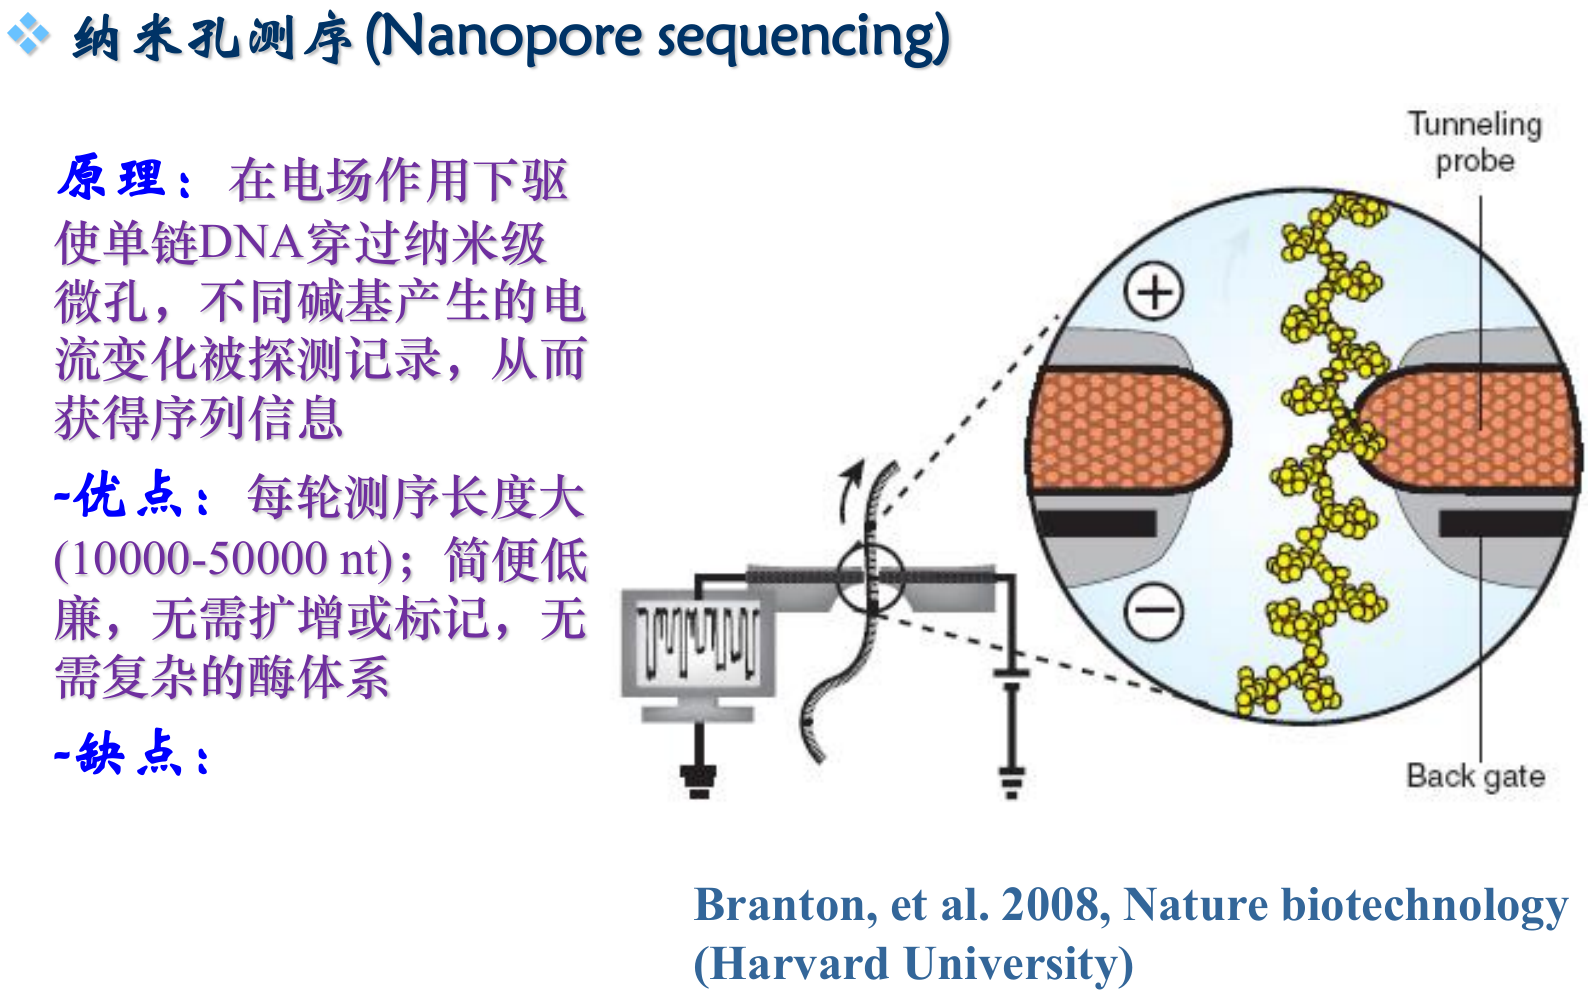 纳米孔测序(Nanopore sequencing)
原理：在电场作用下驱
使单链DNA穿过纳米级
微孔，不同碱基产生的电
流变化被探测记录，从而
获得序列信息
-优点：每轮测序长度大
(10000-50000 nt)；简便低
廉，无需扩增或标记，无
需复杂的酶体系
-缺点：
Tunneling
probe
+
−
Back gate
Branton, et al. 2008, Nature biotechnology
(Harvard University)